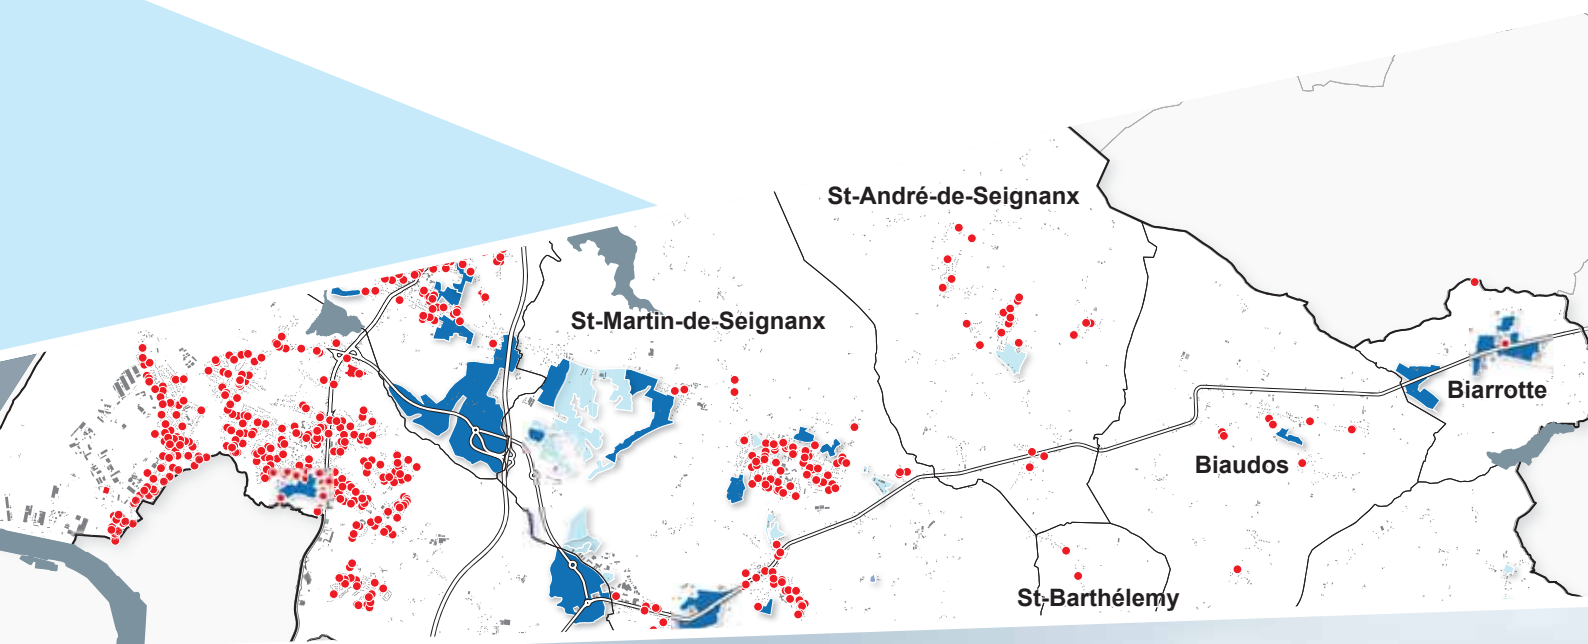 St-André-de-Seignanx
St-Martin-de-Seignanx
Biarrotte
Biaudos
St-Barthélemy